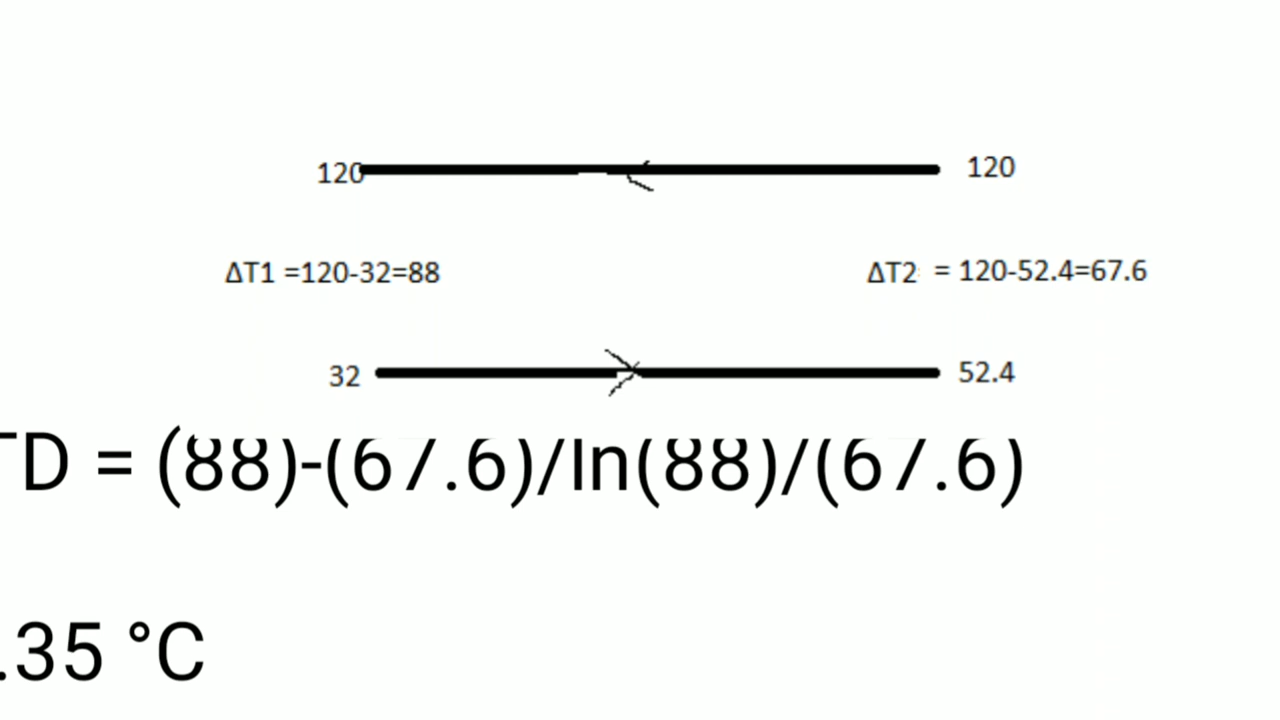 120 120
ΔT1 =120-32=88 ΔT2 = 120-52.4=67.6
32 52.4
TD = (88)-(67.6)/ln(88)/(67.6)
.35 °C